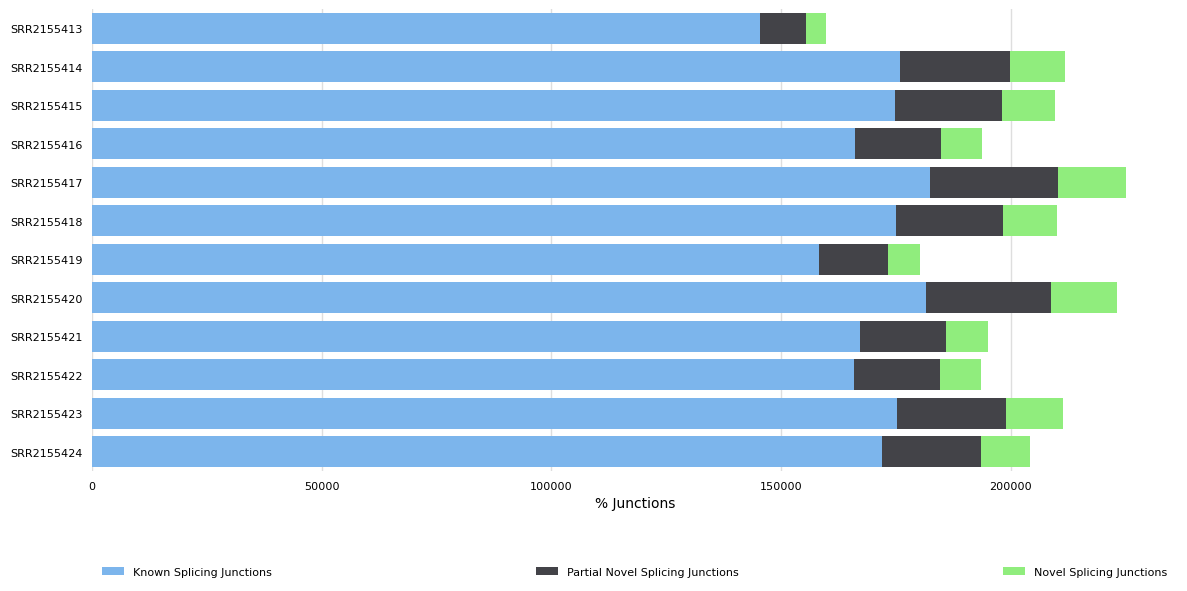 SRR2155413
SRR2155414
SRR2155415
SRR2155416
SRR2155417
SRR2155418
SRR2155419
SRR2155420
SRR2155421
SRR2155422
SRR2155423
SRR2155424
0 50000 100000 150000 200000
% Junctions
Known Splicing Junctions Partial Novel Splicing Junctions Novel Splicing Junctions